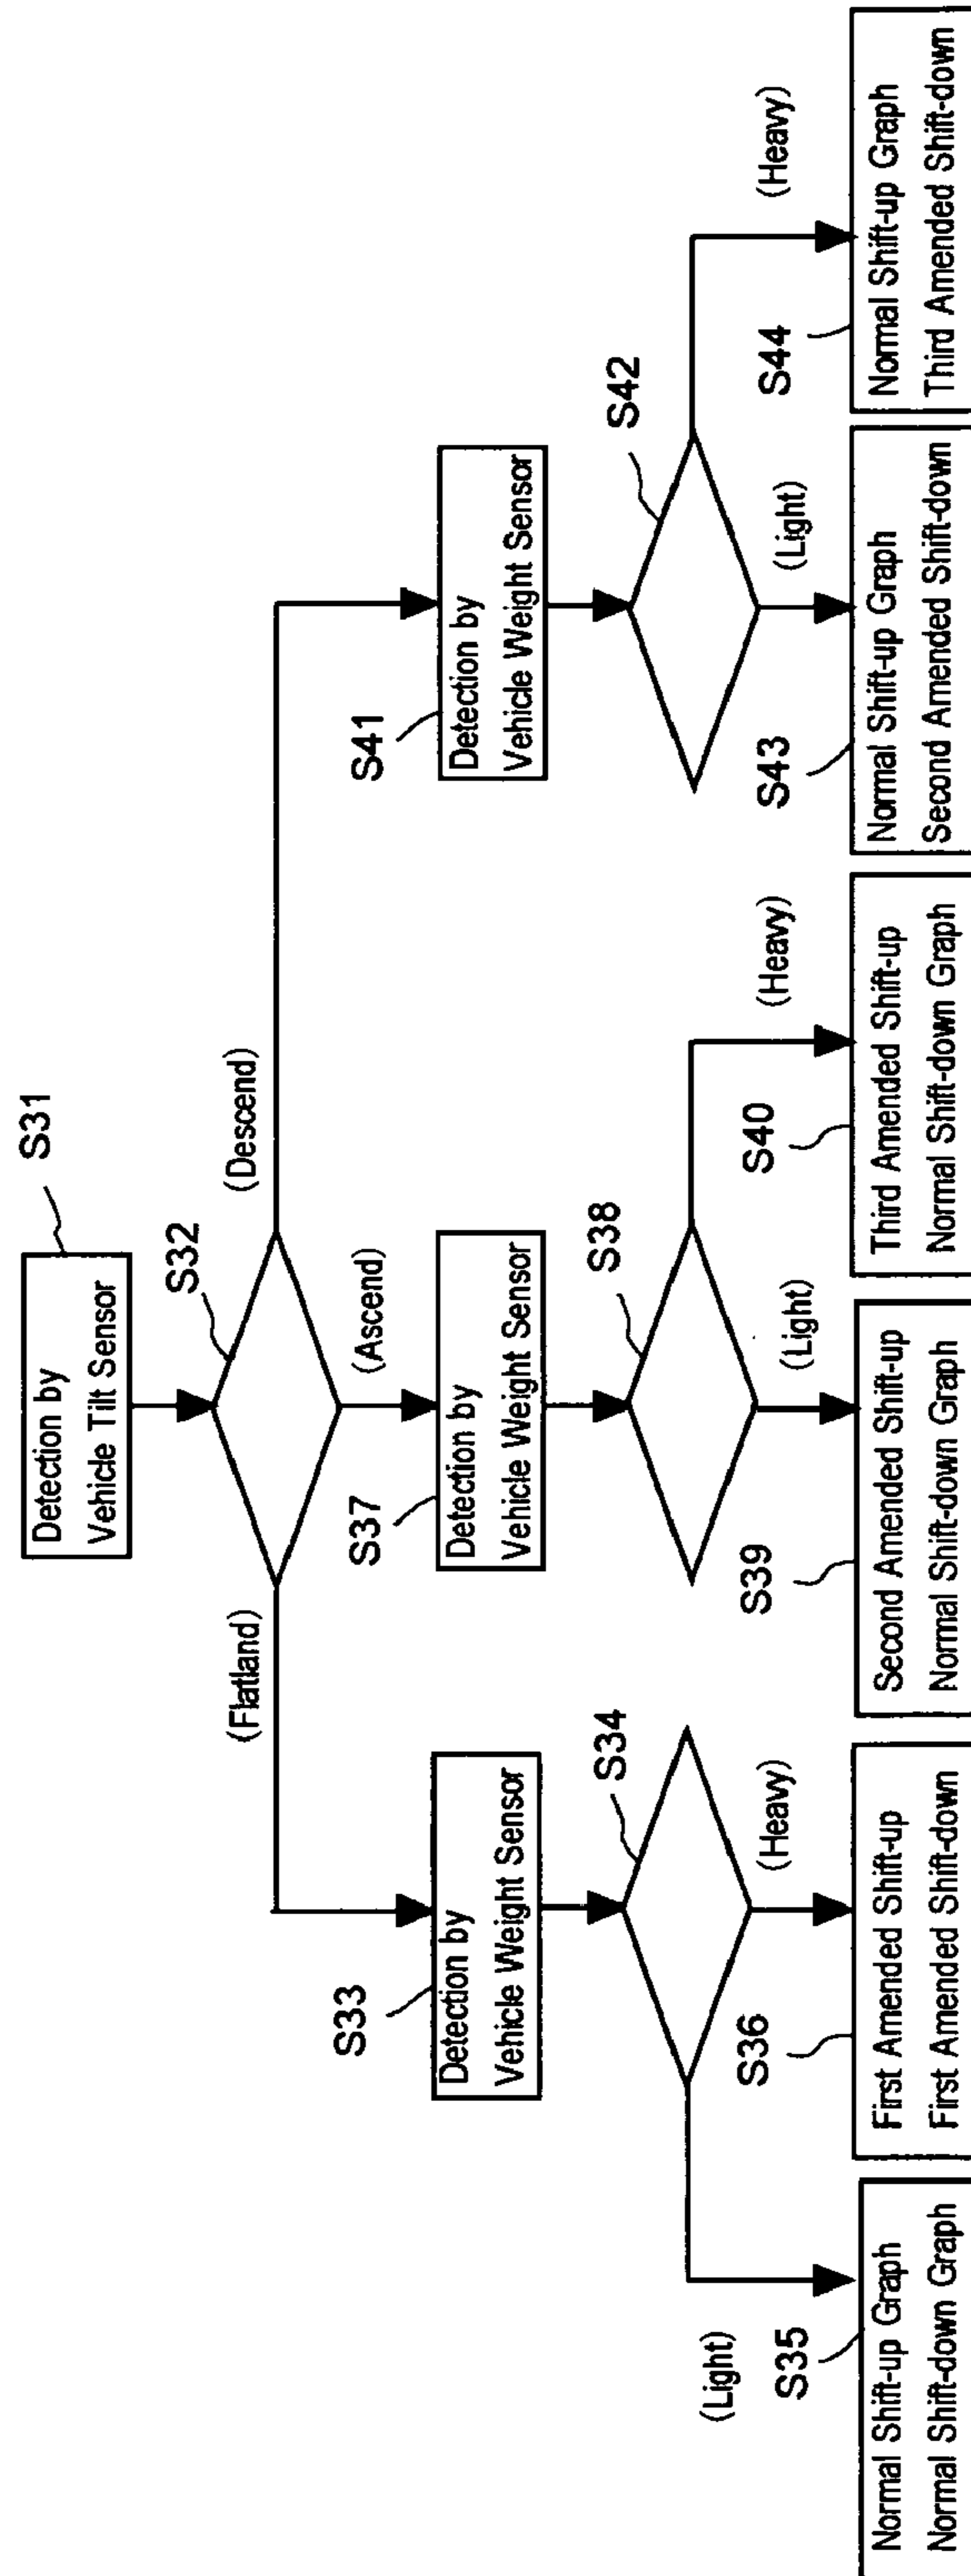 S31
Detection by
Vehicle Tilt Sensor
S32
(Flatland)
(Ascend)
(Descend)
S33
Detection by
Vehicle Weight Sensor
S37
Detection by
Vehicle Weight Sensor
S41
Detection by
Vehicle Weight Sensor
S34
S38
S42
(Light)
(Heavy)
(Light)
(Heavy)
(Light)
(Heavy)
S35
Normal Shift-up Graph
Normal Shift-down Graph
S36
First Amended Shift-up
First Amended Shift-down
S39
Second Amended Shift-up
Normal Shift-down Graph
S40
Third Amended Shift-up
Normal Shift-down Graph
S43
Normal Shift-up Graph
Second Amended Shift-down
S44
Normal Shift-up Graph
Third Amended Shift-down